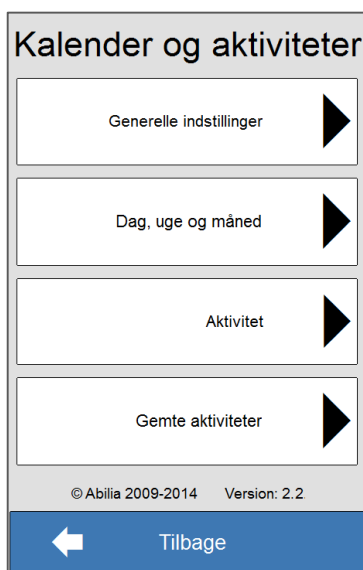 Kalender og aktiviteter
Generelle indstillinger
Dag, uge og måned
Aktivitet
Gemte aktiviteter
© Abilia 2009-2014 Version: 2.2.
Tilbage